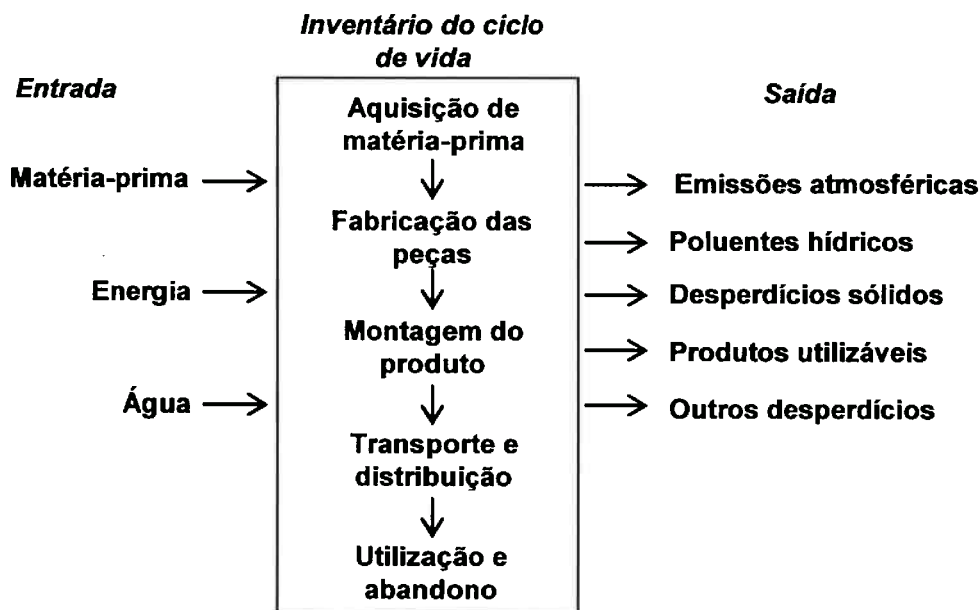 Inventário do ciclo
de vida
Entrada
Saída
Aquisição de
matéria-prima
Matéria-prima
Emissões atmosféricas
Fabricação das
peças
Poluentes hídricos
Energia
Desperdícios sólidos
Montagem do
produto
Produtos utilizáveis
Água
Outros desperdícios
Transporte e
distribuição
Utilização e
abandono